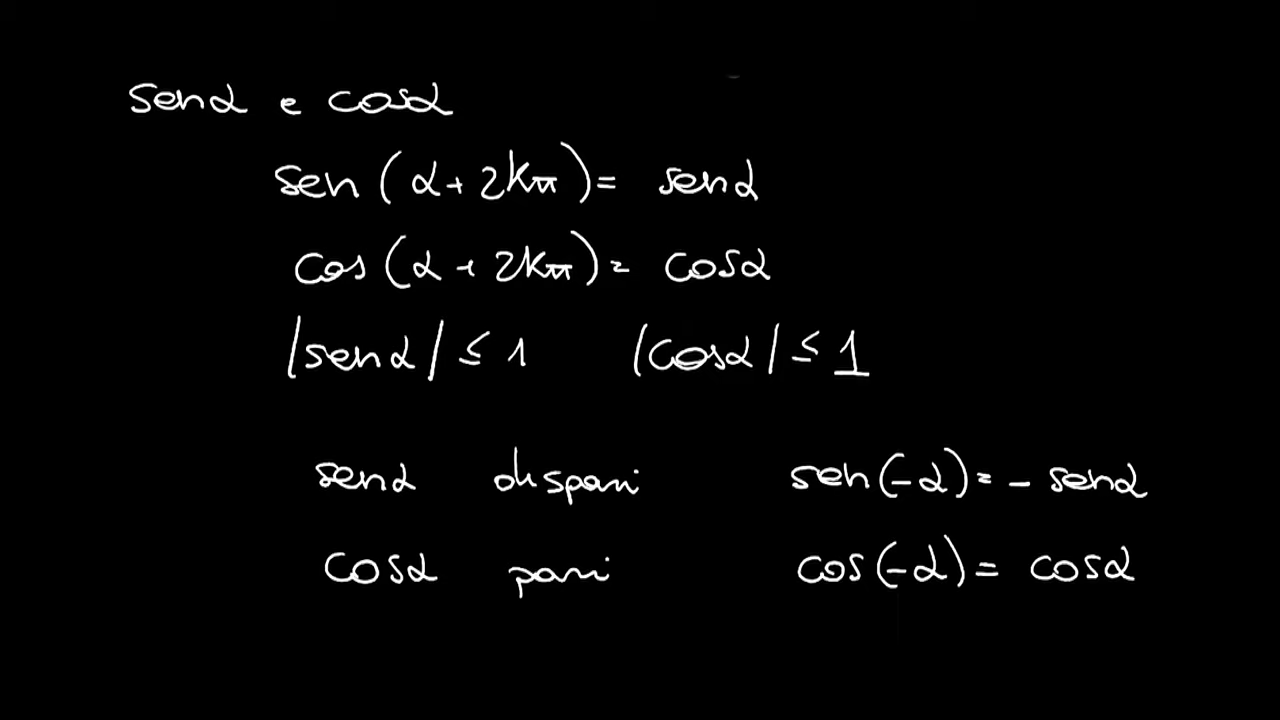 senα e cosα
sen(α+2Kπ)= senα
cos(α+2Kπ)= cosα
|senα|≤1 |cosα|≤1
senα dispari sen(-α)= - senα
cosα pari cos(-α)= cosα